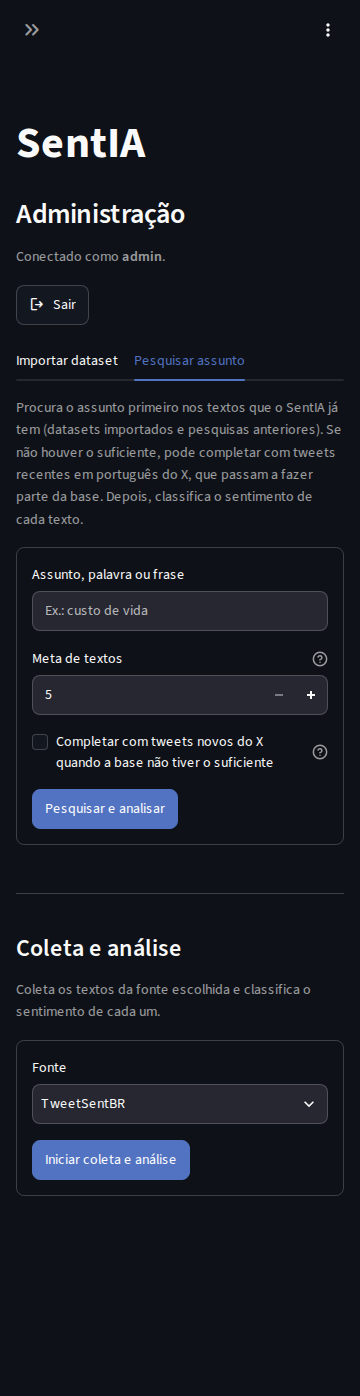 SentIA
Administração
Conectado como admin.
Sair
Importar dataset Pesquisar assunto
Procura o assunto primeiro nos textos que o SentIA já
tem (datasets importados e pesquisas anteriores). Se
não houver o suficiente, pode completar com tweets
recentes em português do X, que passam a fazer
parte da base. Depois, classifica o sentimento de
cada texto.
Assunto, palavra ou frase
Ex.: custo de vida
Meta de textos
5
Completar com tweets novos do X
quando a base não tiver o suficiente
Pesquisar e analisar
Coleta e análise
Coleta os textos da fonte escolhida e classifica o
sentimento de cada um.
Fonte
TweetSentBR
Iniciar coleta e análise